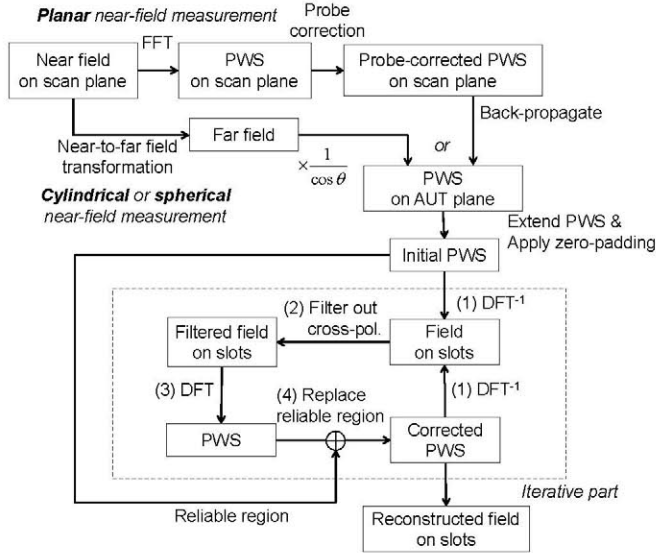 Planar near-field measurement
Probe
correction
FFT
Near field
on scan plane
PWS
on scan plane
Probe-corrected PWS
on scan plane
Back-propagate
Near-to-far field
transformation
Far field
× 1/cos θ
or
Cylindrical or spherical
near-field measurement
PWS
on AUT plane
Extend PWS &
Apply zero-padding
Initial PWS
(1) DFT-1
(2) Filter out
cross-pol.
Filtered field
on slots
Field
on slots
(3) DFT
(4) Replace
reliable region
(1) DFT-1
PWS
Corrected
PWS
Iterative part
Reliable region
Reconstructed field
on slots